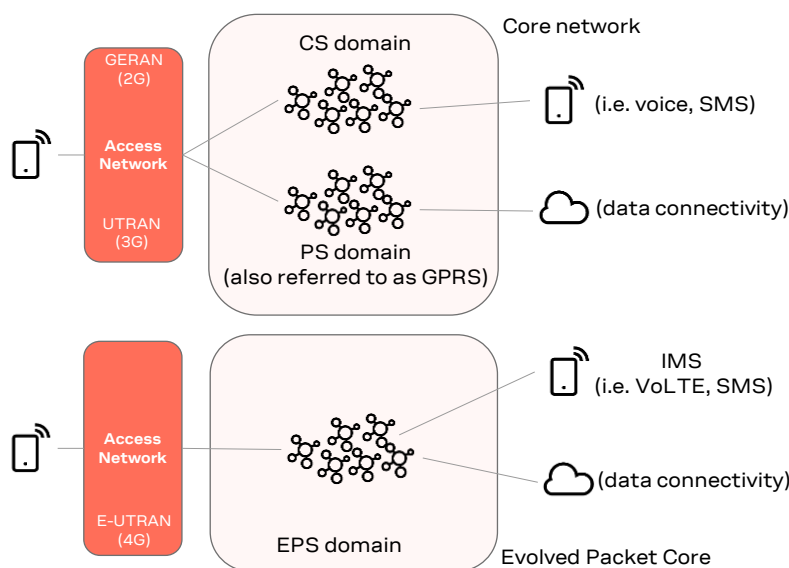 CS domain
Core network
GERAN
(2G)
Access
Network
UTRAN
(3G)
(i.e. voice, SMS)
(data connectivity)
PS domain
(also referred to as GPRS)
IMS
(i.e. VoLTE, SMS)
Access
Network
E-UTRAN
(4G)
(data connectivity)
EPS domain
Evolved Packet Core